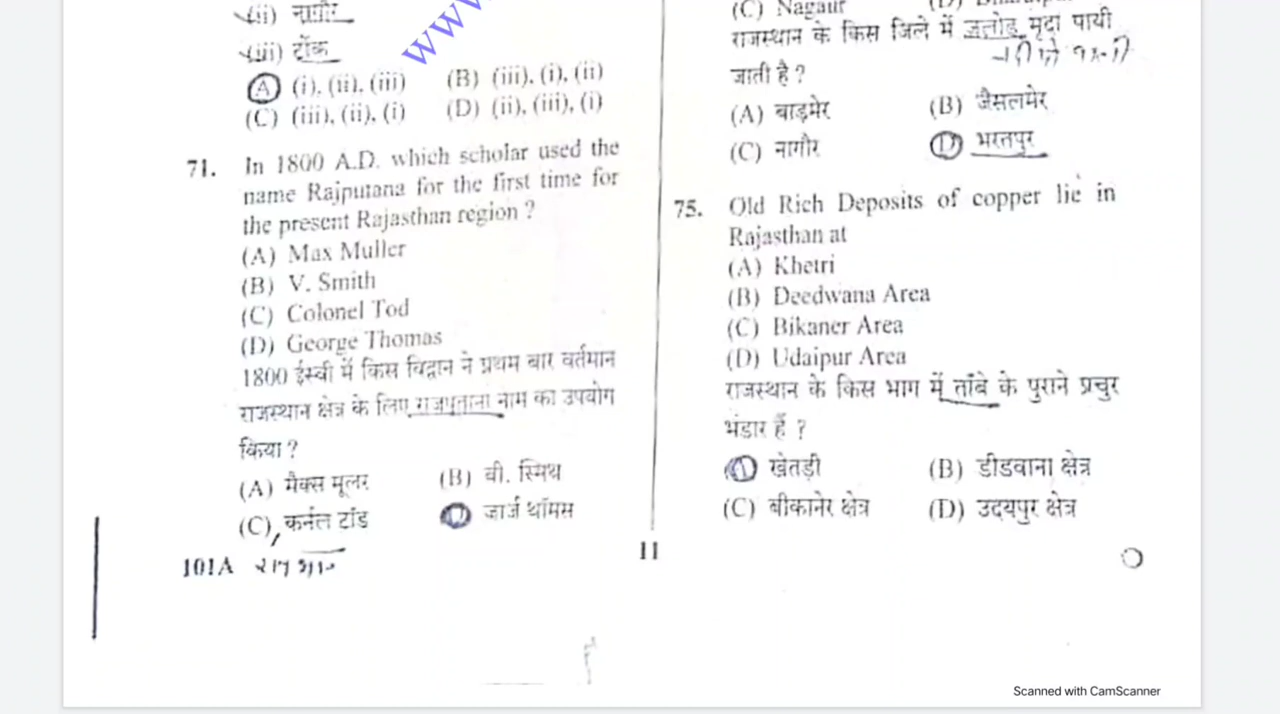 (ii) नागौर
(iii) टोंक
(A) (i), (ii), (iii) (B) (iii), (i), (ii)
(C) (iii), (ii), (i) (D) (ii), (iii), (i)
71. In 1800 A.D. which scholar used the
name Rajputana for the first time for
the present Rajasthan region ?
(A) Max Muller
(B) V. Smith
(C) Colonel Tod
(D) George Thomas
1800 ईस्वी में किस विद्वान ने प्रथम बार वर्तमान
राजस्थान क्षेत्र के लिए राजपूताना नाम का उपयोग
किया ?
(A) मैक्स मूलर (B) वी. स्मिथ
(C) कर्नल टॉड (D) जार्ज थॉमस
101A
www
(C) Nagaur
राजस्थान के किस जिले में जलोढ़ मृदा पायी
जाती है ?
(A) बाड़मेर (B) जैसलमेर
(C) नागौर (D) भरतपुर
75. Old Rich Deposits of copper lie in
Rajasthan at
(A) Khetri
(B) Deedwana Area
(C) Bikaner Area
(D) Udaipur Area
राजस्थान के किस भाग में ताँबे के पुराने प्रचुर
भंडार हैं ?
(A) खेतड़ी (B) डीडवाना क्षेत्र
(C) बीकानेर क्षेत्र (D) उदयपुर क्षेत्र
11
Scanned with CamScanner